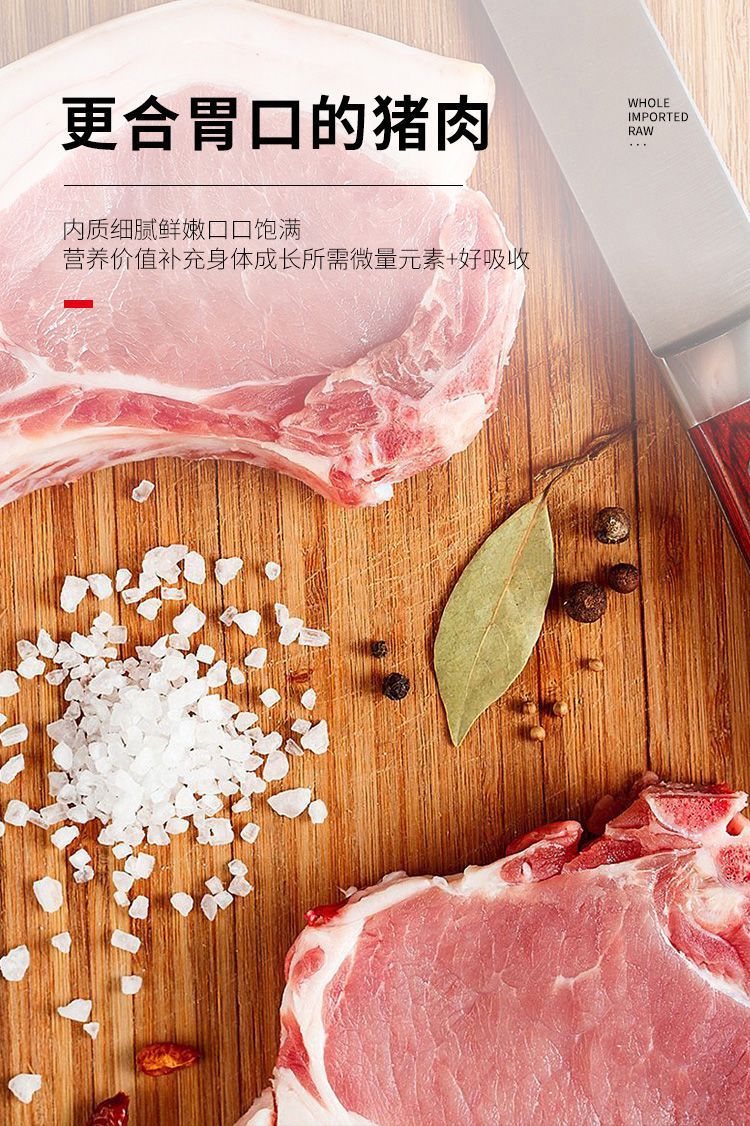 更合胃口的猪肉
WHOLE
IMPORTED
RAW
...
内质细腻鲜嫩口口饱满
营养价值补充身体成长所需微量元素+好吸收